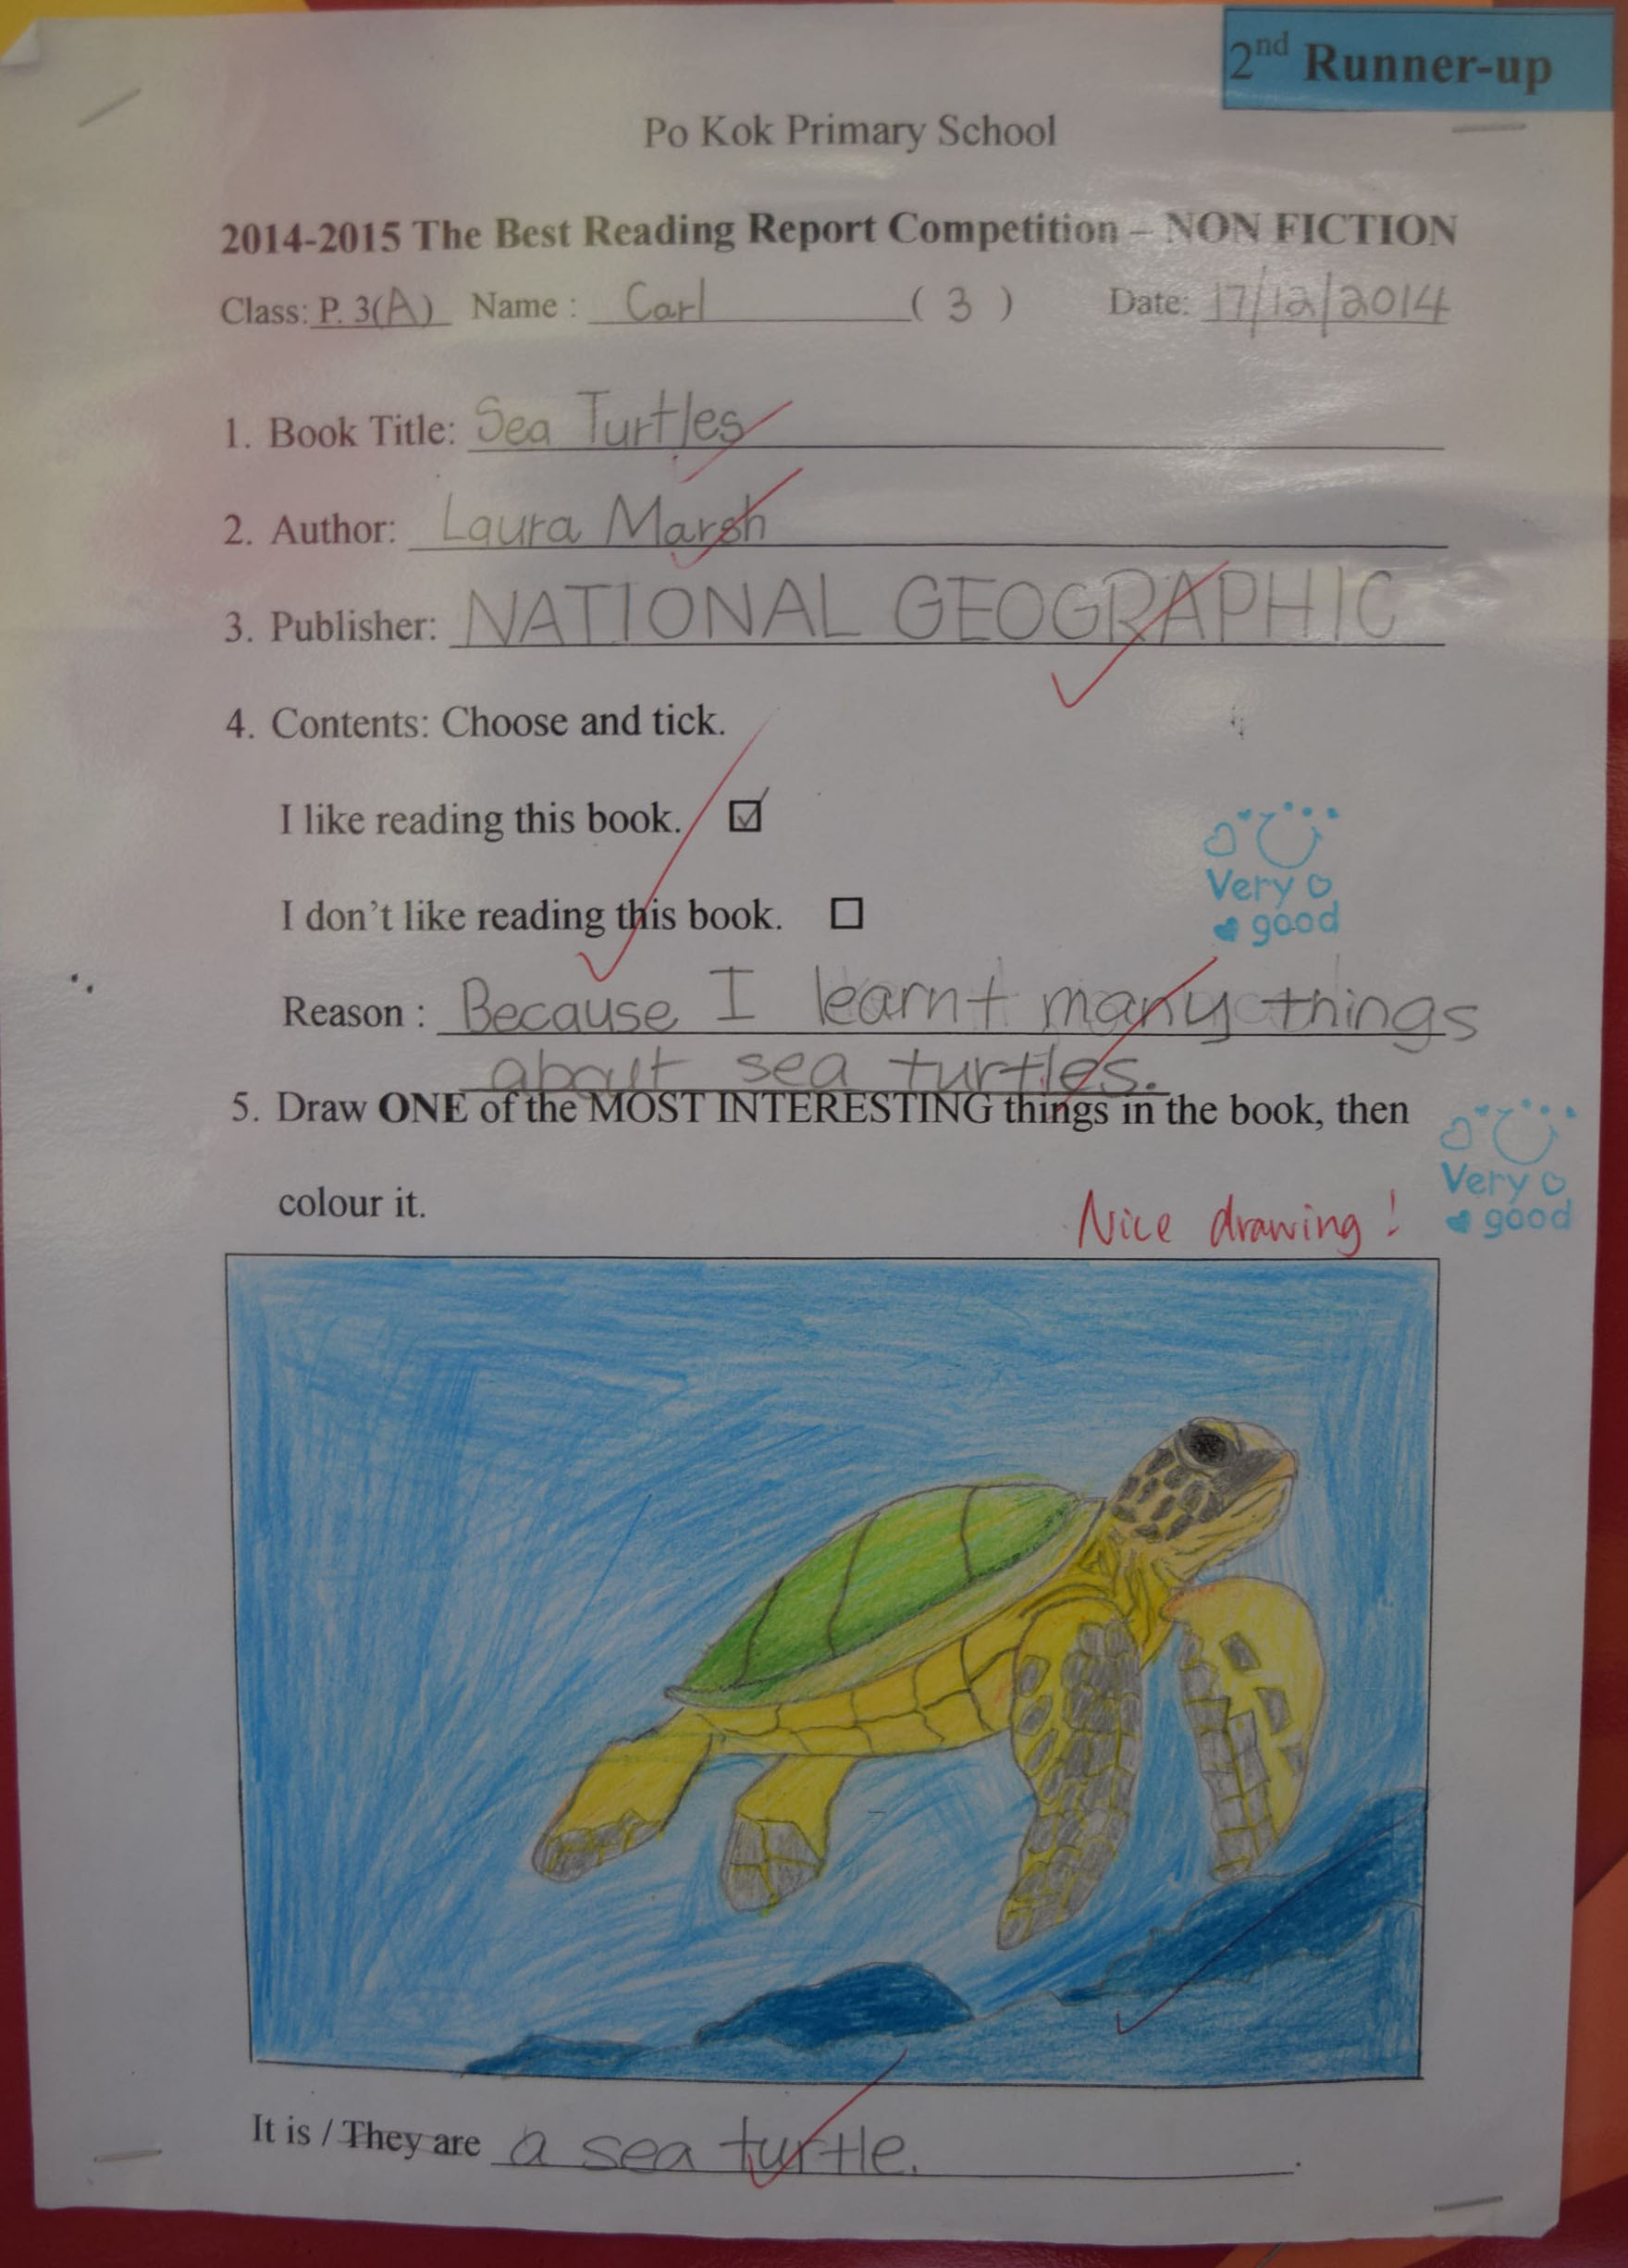 2nd Runner-up
Po Kok Primary School
2014-2015 The Best Reading Report Competition – NON FICTION
Class: P. 3(A) Name : Carl ( 3 ) Date: 17/12/2014
1. Book Title: Sea Turtles
2. Author: Laura Marsh
3. Publisher: NATIONAL GEOGRAPHIC
4. Contents: Choose and tick.
I like reading this book. ☑
I don't like reading this book. ☐
Very
good
Reason : Because I learnt many things
about sea turtles.
5. Draw ONE of the MOST INTERESTING things in the book, then
colour it.
Nice drawing!
Very
good
It is / They are a sea turtle. .